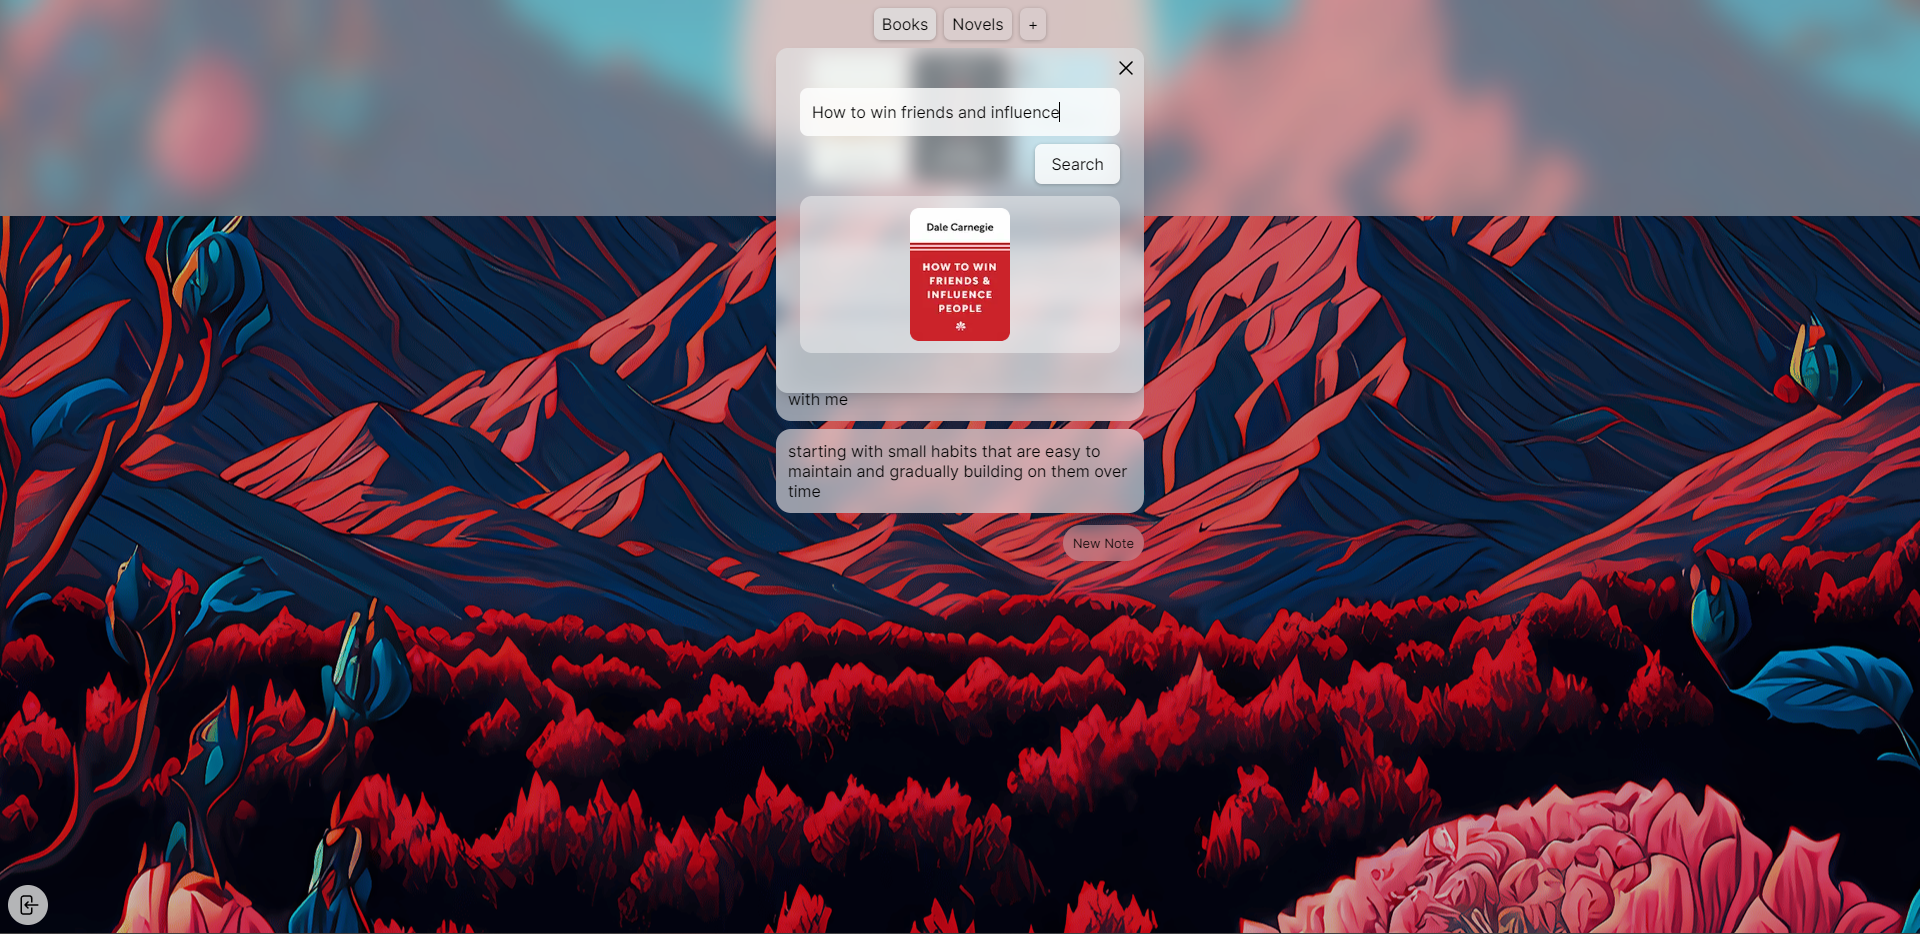 Books
Novels
+
How to win friends and influence
Search
Dale Carnegie
HOW TO WIN
FRIENDS &
INFLUENCE
PEOPLE
with me
starting with small habits that are easy to
maintain and gradually building on them over
time
New Note